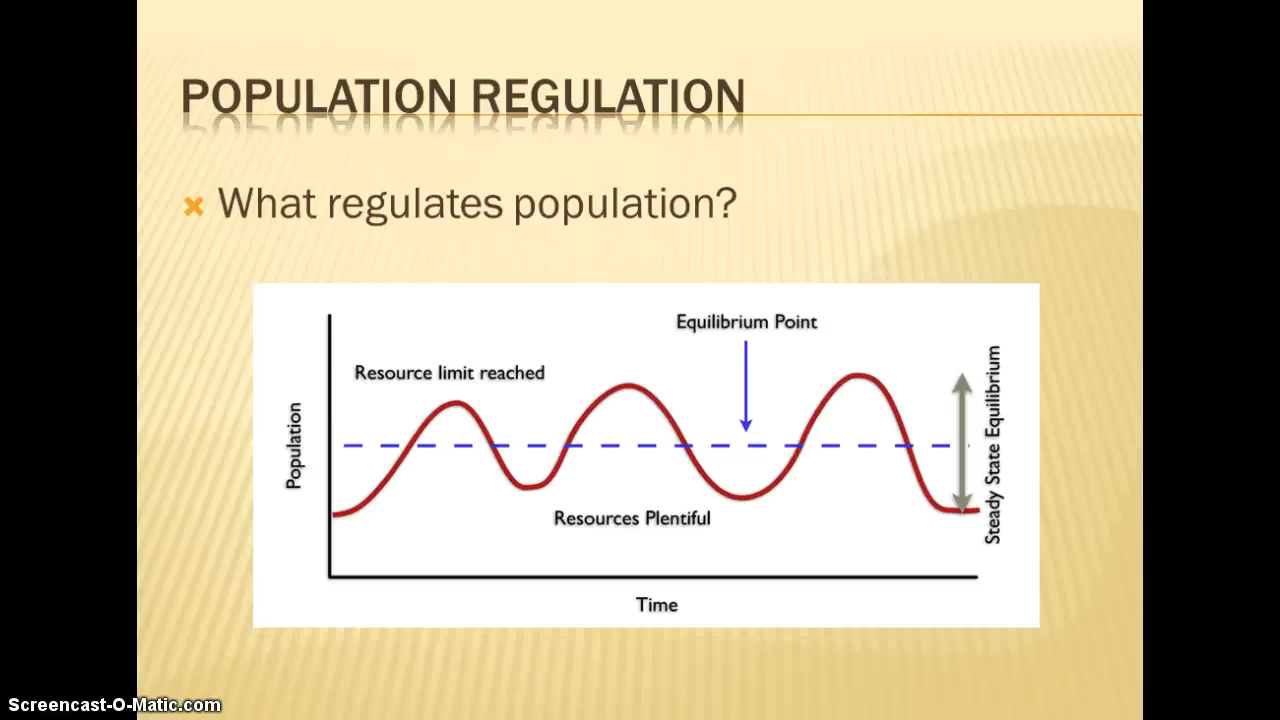 POPULATION REGULATION
What regulates population?
Equilibrium Point
Resource limit reached
Population
Steady State Equilibrium
Resources Plentiful
Time
Screencast-O-Matic.com